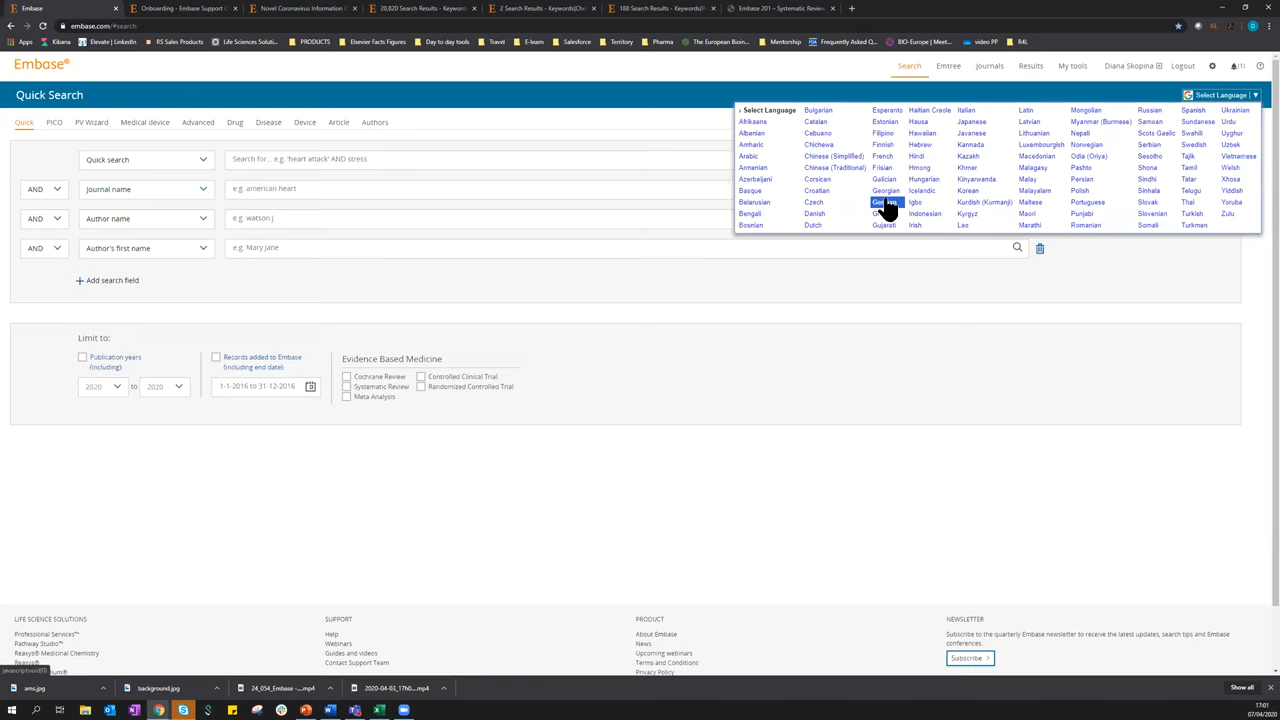 Embase
Onboarding - Embase Support C
Novel Coronavirus Information C
20,820 Search Results - Keywor
2 Search Results - Keywords(Chr
188 Search Results - Keywords(P
Embase 201 – Systematic Review
embase.com/#search
Apps
Kibana
Elevate | LinkedIn
RS Sales Products
Life Sciences Soluti...
PRODUCTS
Elsevier Facts Figures
Day to day tools
Travel
E-learn
Salesforce
Territory
Pharma
The European Bioin...
Mentorship
Frequently Asked Q...
BIO-Europe | Meet...
video PP
R4L
Embase®
Search
Emtree
Journals
Results
My tools
Diana Skopina
Logout
(1)
Quick Search
Select Language
Quick
PICO
PV Wizard
Medical device
Advanced
Drug
Disease
Device
Article
Authors
› Select Language Bulgarian Esperanto Haitian Creole Italian Latin Mongolian Russian Spanish Ukrainian
Afrikaans Catalan Estonian Hausa Japanese Latvian Myanmar (Burmese) Samoan Sundanese Urdu
Albanian Cebuano Filipino Hawaiian Javanese Lithuanian Nepali Scots Gaelic Swahili Uyghur
Amharic Chichewa Finnish Hebrew Kannada Luxembourgish Norwegian Serbian Swedish Uzbek
Arabic Chinese (Simplified) French Hindi Kazakh Macedonian Odia (Oriya) Sesotho Tajik Vietnamese
Armenian Chinese (Traditional) Frisian Hmong Khmer Malagasy Pashto Shona Tamil Welsh
Azerbaijani Corsican Galician Hungarian Kinyarwanda Malay Persian Sindhi Tatar Xhosa
Basque Croatian Georgian Icelandic Korean Malayalam Polish Sinhala Telugu Yiddish
Belarusian Czech Igbo Kurdish (Kurmanji) Maltese Portuguese Slovak Thai Yoruba
Bengali Danish Indonesian Kyrgyz Maori Punjabi Slovenian Turkish Zulu
Bosnian Dutch Gujarati Irish Lao Marathi Romanian Somali Turkmen
Quick search
Search for... e.g. 'heart attack' AND stress
AND
Journal name
e.g. american heart
AND
Author name
e.g. watson j
AND
Author's first name
e.g. Mary Jane
Add search field
Limit to:
Publication years
(including):
2020 to 2020
Records added to Embase
(including end date):
1-1-2016 to 31-12-2016
Evidence Based Medicine
Cochrane Review
Controlled Clinical Trial
Systematic Review
Randomized Controlled Trial
Meta Analysis
LIFE SCIENCE SOLUTIONS
Professional Services™
Pathway Studio™
Reaxys® Medicinal Chemistry
Reaxys®
javascript:void(0)
SUPPORT
Help
Webinars
Guides and videos
Contact Support Team
PRODUCT
About Embase
News
Upcoming webinars
Terms and Conditions
Privacy Policy
NEWSLETTER
Subscribe to the quarterly Embase newsletter to receive the latest updates, search tips and Embase
conferences.
Subscribe
ams.jpg
background.jpg
24_054_Embase -....mp4
2020-04-03_17h0....mp4
Show all
17:01
07/04/2020